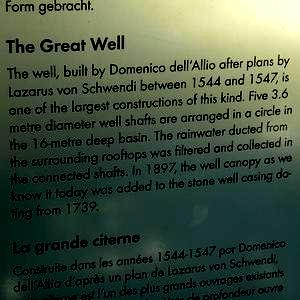 Form gebracht.
The Great Well
The well, built by Domenico dell'Allio after plans by
Lazarus von Schwendi between 1544 and 1547, is
one of the largest constructions of this kind. Five 3.6
metre diameter well shafts are arranged in a circle in
the 16-metre deep basin. The rainwater ducted from
the surrounding rooftops was filtered and collected in
the connected shafts. In 1897, the well canopy as we
know it today was added to the stone well casing da-
ting from 1739.
La grande citerne
Construite dans les années 1544-1547 par Domenico
dell'Allio d'après un plan de Lazarus von Schwendi,
citerne est l'un des plus grands ouvrages existants
de profondeur ouvre